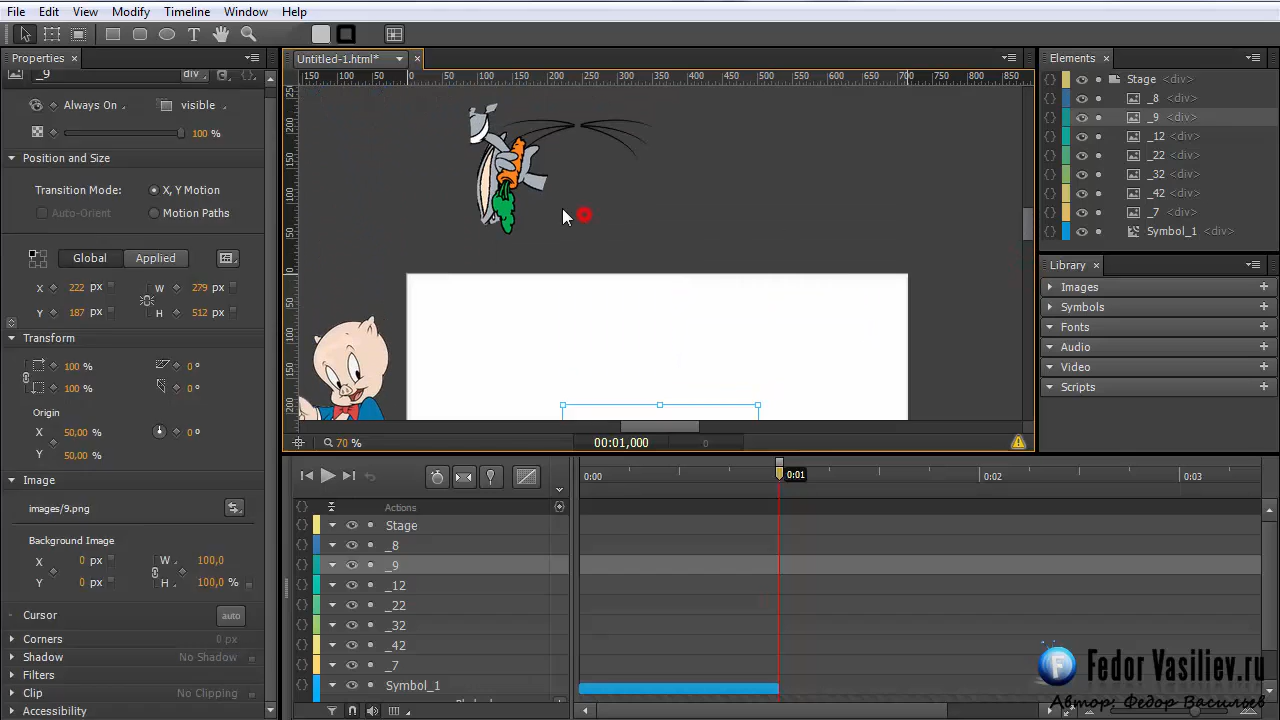 File Edit View Modify Timeline Window Help
T
Properties ×
Untitled-1.html* ×
Elements ×
_9 div
150 100 50 0 50 100 150 200 250 300 350 400 450 500 550 600 650 700 750 800 850
Stage <div>
_8 <div>
_9 <div>
_12 <div>
_22 <div>
_32 <div>
_42 <div>
_7 <div>
Symbol_1 <div>
Always On visible
100 %
Position and Size
Transition Mode: X, Y Motion
Auto-Orient Motion Paths
Global Applied
X 222 px W 279 px
Y 187 px H 512 px
Transform
100 % 0 º
100 % 0 º
Origin
X 50,00 % 0 º
Y 50,00 %
Image
images/9.png
Background Image
X 0 px W 100,0
Y 0 px H 100,0 %
Cursor auto
Corners 0 px
Shadow No Shadow
Filters
Clip No Clipping
Accessibility
250
200
150
100
50
0
50
100
150
200
Library ×
Images +
Symbols +
Fonts +
Audio +
Video +
Scripts +
70 % 00:01,000 0
0:00 0:01 0:02 0:03
Actions
Stage
_8
_9
_12
_22
_32
_42
_7
Symbol_1
F Fedor Vasiliev.ru
Автор: Федор Васильев